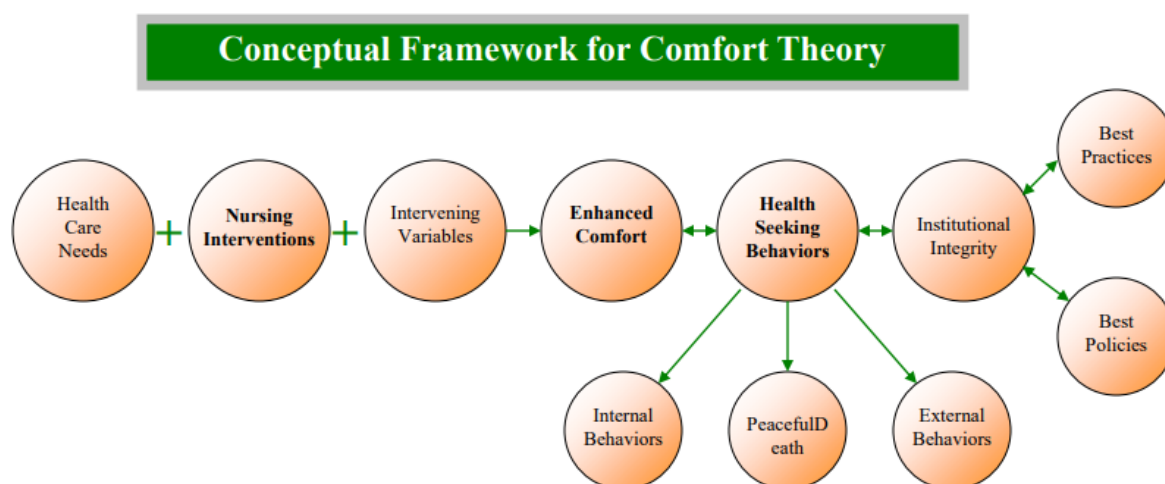 Conceptual Framework for Comfort Theory
Health
Care
Needs
+
Nursing
Interventions
+
Intervening
Variables
Enhanced
Comfort
Health
Seeking
Behaviors
Institutional
Integrity
Best
Practices
Best
Policies
Internal
Behaviors
PeacefulD
eath
External
Behaviors